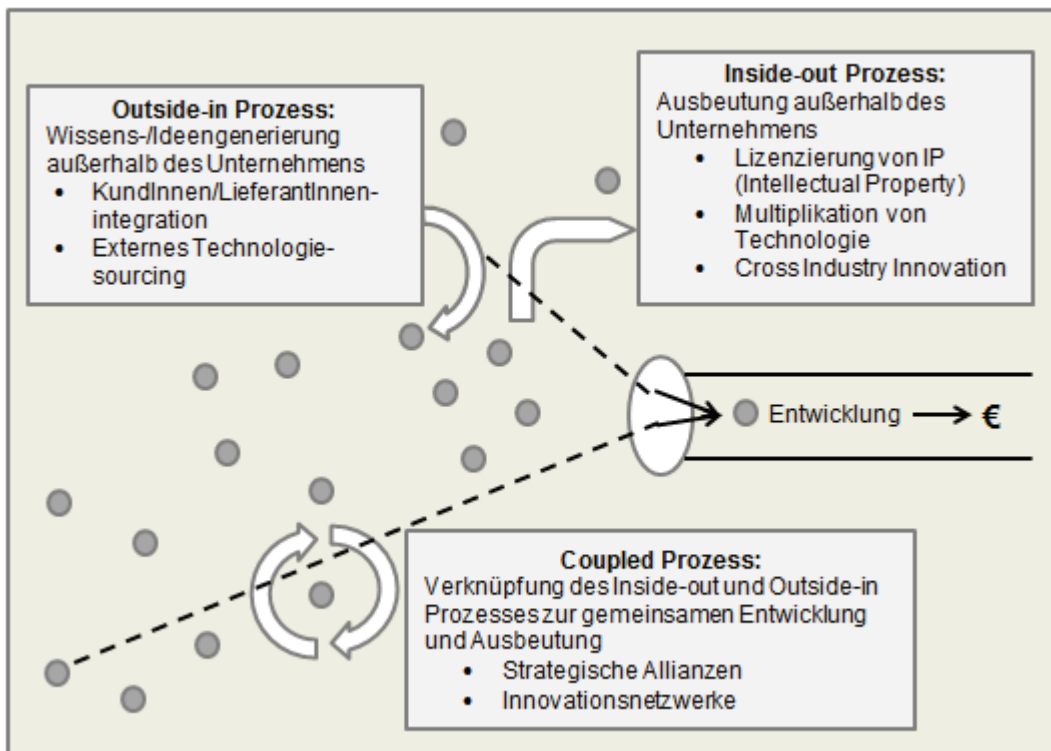 Outside-in Prozess:
Wissens-/Ideengenerierung
außerhalb des Unternehmens
• KundInnen/LieferantInnen-
integration
• Externes Technologie-
sourcing
Inside-out Prozess:
Ausbeutung außerhalb des
Unternehmens
• Lizenzierung von IP
(Intellectual Property)
• Multiplikation von
Technologie
• Cross Industry Innovation
Entwicklung €
Coupled Prozess:
Verknüpfung des Inside-out und Outside-in
Prozesses zur gemeinsamen Entwicklung
und Ausbeutung
• Strategische Allianzen
• Innovationsnetzwerke